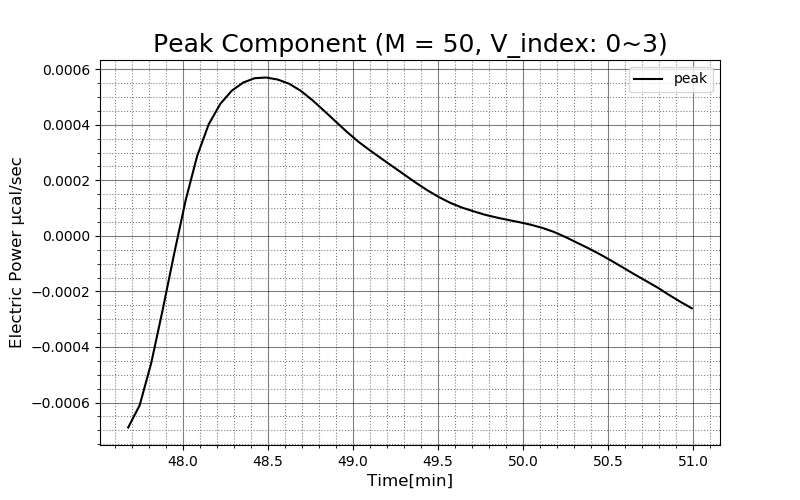 Peak Component (M = 50, V_index: 0~3)
peak
0.0006
0.0004
0.0002
0.0000
−0.0002
−0.0004
−0.0006
Electric Power μcal/sec
48.0 48.5 49.0 49.5 50.0 50.5 51.0
Time[min]